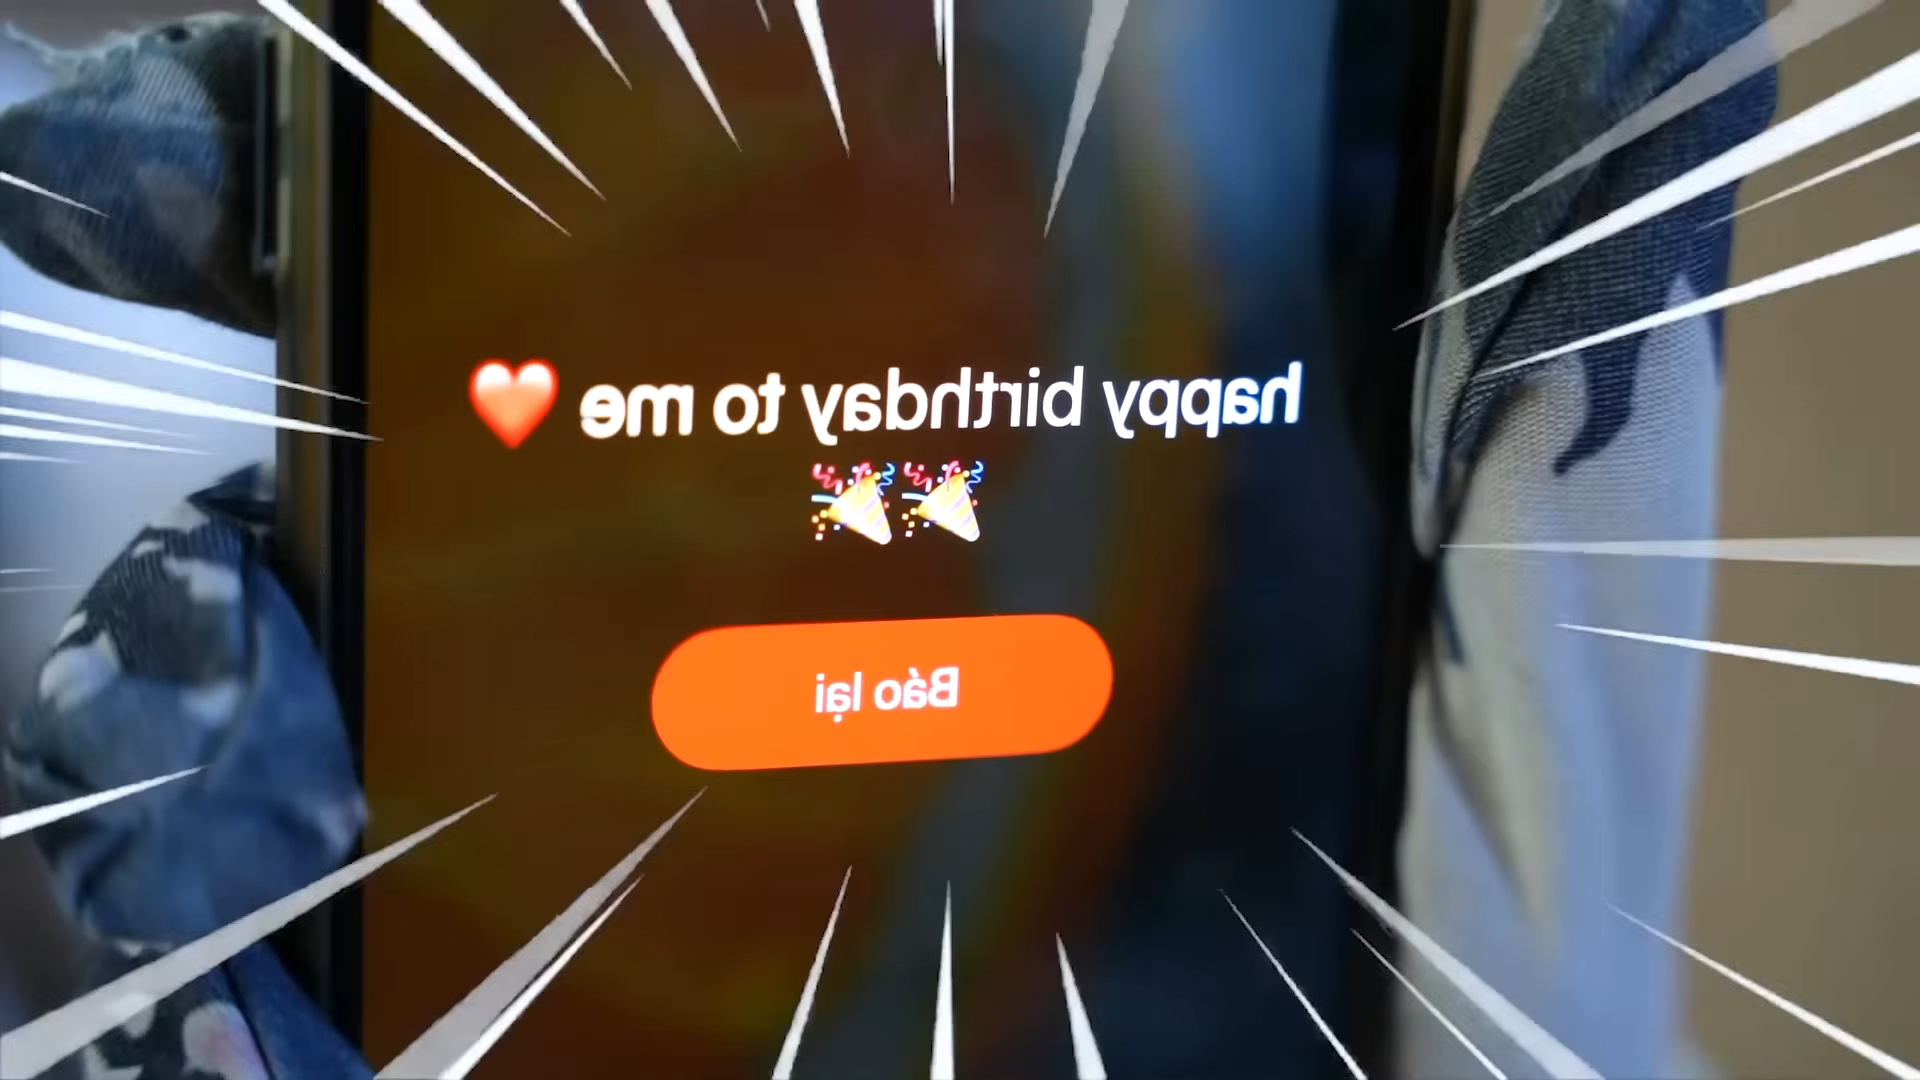 happy birthday to me ❤️
🎉🎉
Báo lại